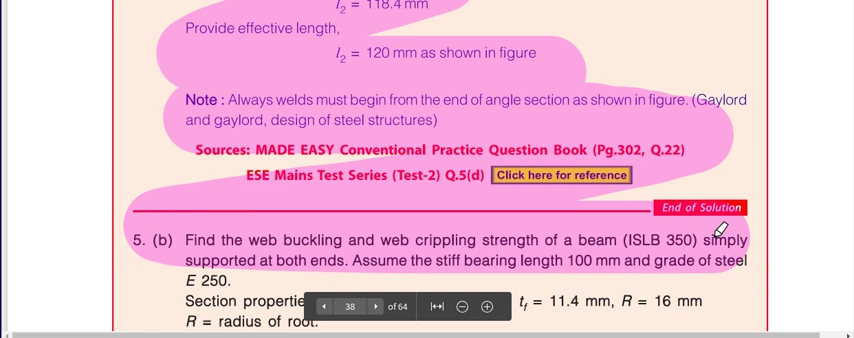 l₂ = 118.4 mm
Provide effective length,
l₂ = 120 mm as shown in figure
Note : Always welds must begin from the end of angle section as shown in figure. (Gaylord
and gaylord, design of steel structures)
Sources: MADE EASY Conventional Practice Question Book (Pg.302, Q.22)
ESE Mains Test Series (Test-2) Q.5(d) Click here for reference
End of Solution
5. (b) Find the web buckling and web crippling strength of a beam (ISLB 350) simply
supported at both ends. Assume the stiff bearing length 100 mm and grade of steel
E 250.
Section propertie tf = 11.4 mm, R = 16 mm
38 of 64
R = radius of root.